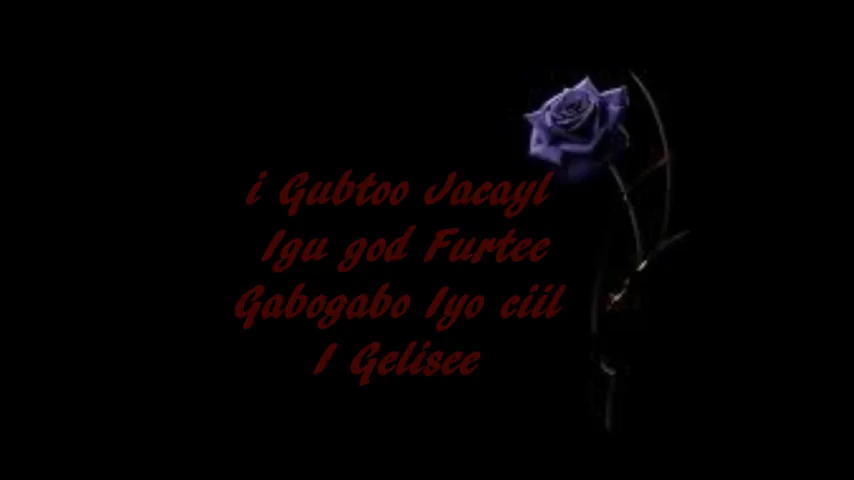 i Gubtoo Jacayl
Igu god Furtee
Gabogabo Iyo ciil
I Gelisee